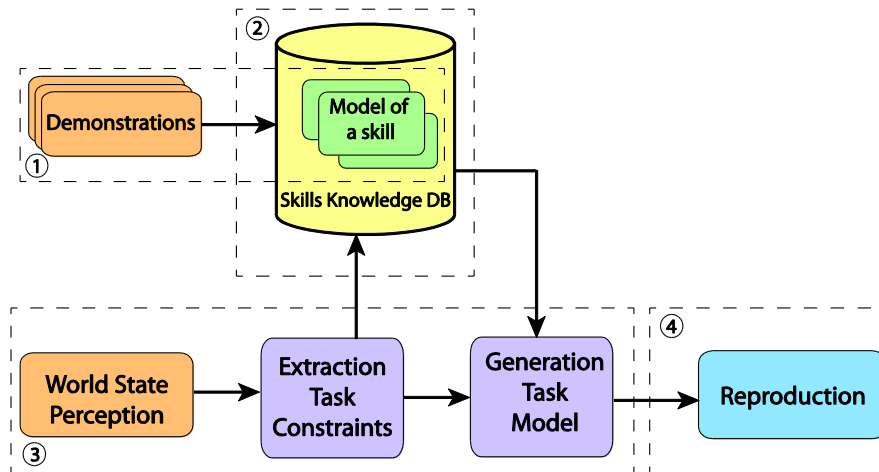 ②
Demonstrations
①
Model of
a skill
Skills Knowledge DB
World State
Perception
③
Extraction
Task
Constraints
Generation
Task
Model
④
Reproduction